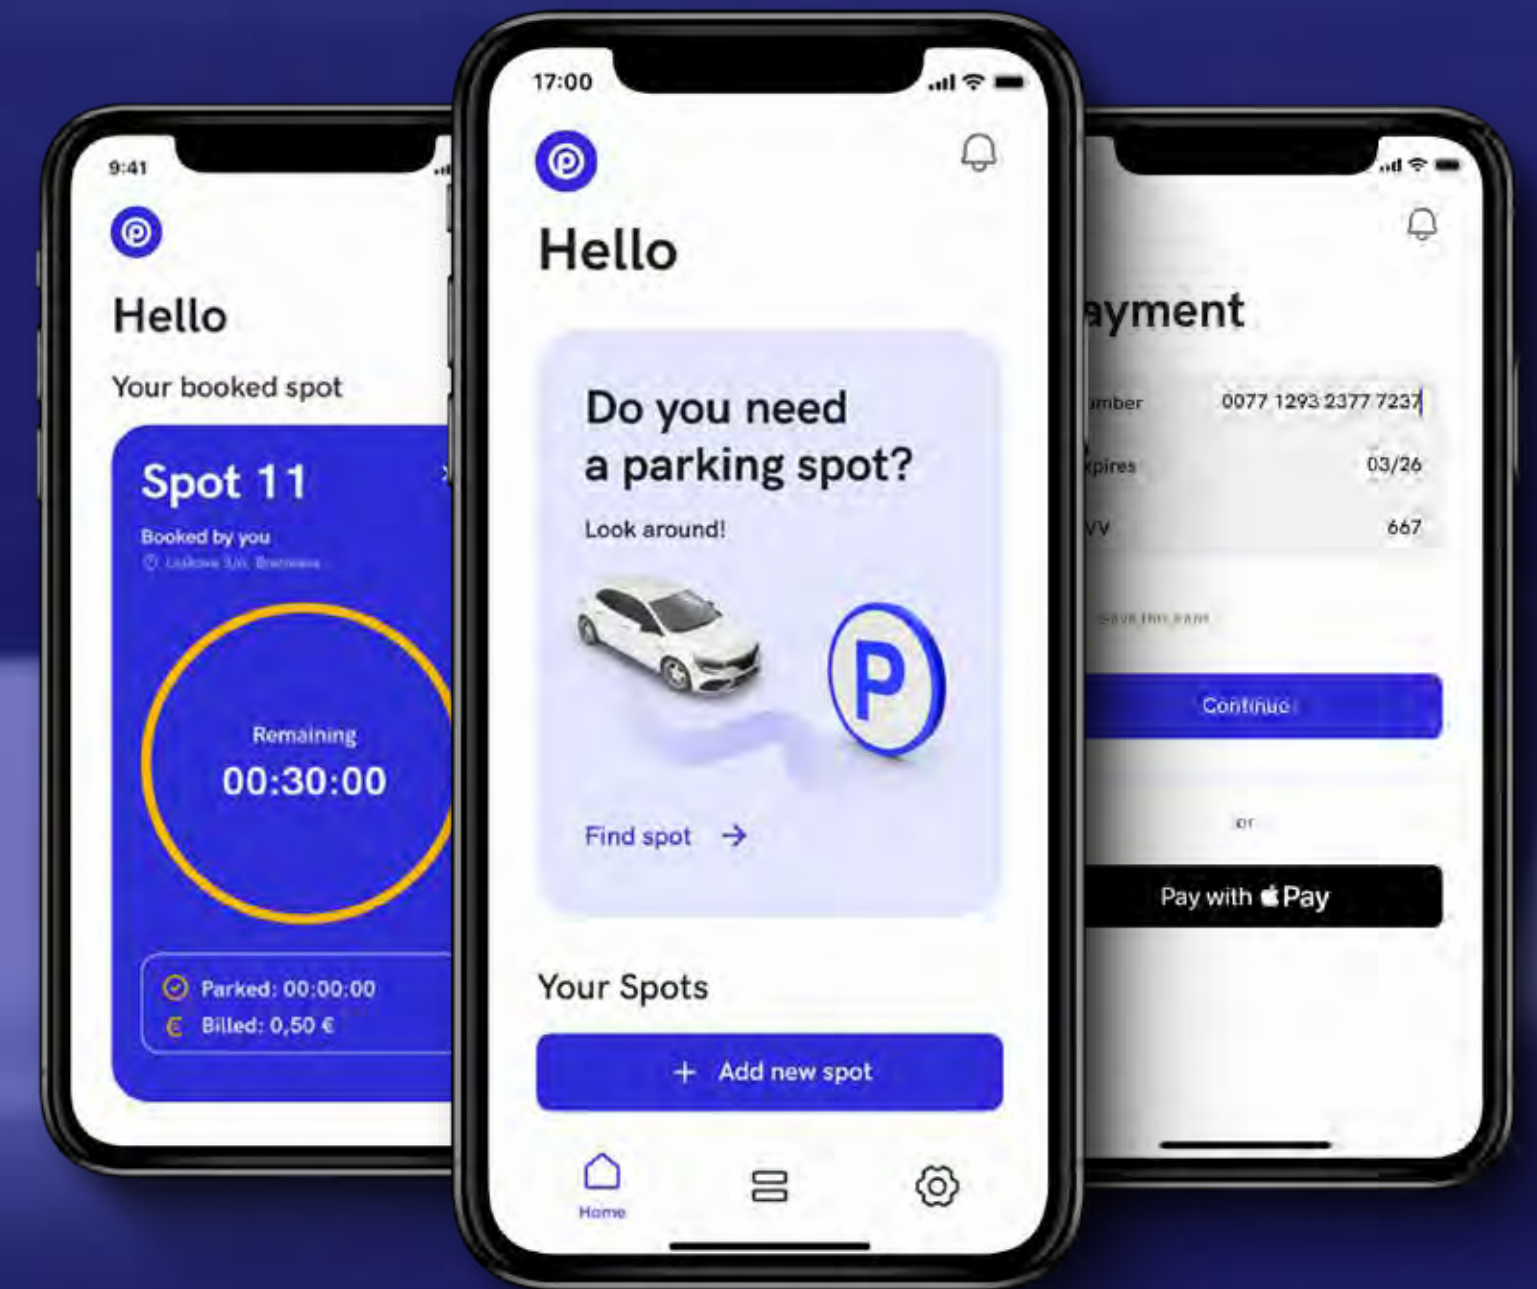 9:41
Hello
Your booked spot
Spot 11
Booked by you
Remaining
00:30:00
Parked: 00:00:00
Billed: 0,50 €
17:00
Hello
Do you need
a parking spot?
Look around!
P
Find spot →
Your Spots
+ Add new spot
Home
ayment
umber 0077 1293 2377 7237
xpires 03/26
VV 667
Continue
or
Pay with Pay